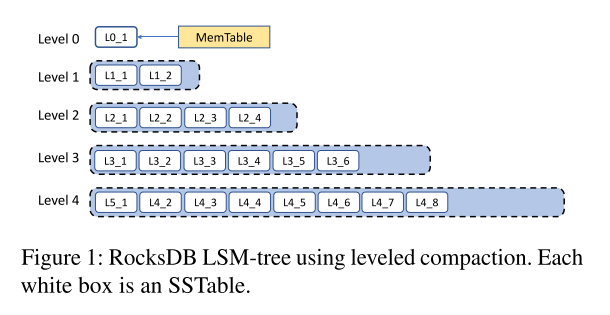 Level 0 L0_1 MemTable
Level 1 L1_1 L1_2
Level 2 L2_1 L2_2 L2_3 L2_4
Level 3 L3_1 L3_2 L3_3 L3_4 L3_5 L3_6
Level 4 L5_1 L4_2 L4_3 L4_4 L4_5 L4_6 L4_7 L4_8
Figure 1: RocksDB LSM-tree using leveled compaction. Each
white box is an SSTable.